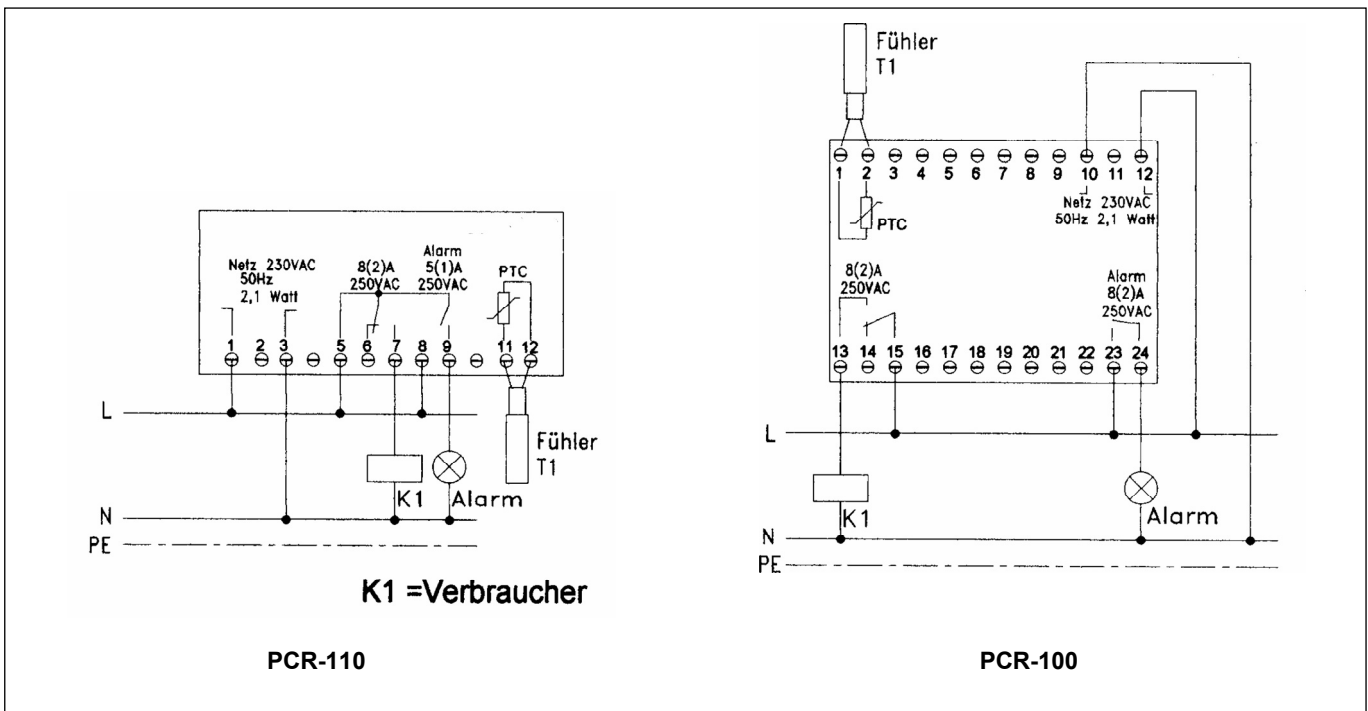 Netz 230VAC
50Hz
2,1 Watt
8(2)A
250VAC
Alarm
5(1)A
250VAC
PTC
1 2 3 5 6 7 8 9 11 12
L
Fühler
T1
K1
Alarm
N
PE
K1 =Verbraucher
PCR-110
Fühler
T1
1 2 3 4 5 6 7 8 9 10 11 12
PTC
Netz 230VAC
50Hz 2,1 Watt
8(2)A
250VAC
Alarm
8(2)A
250VAC
13 14 15 16 17 18 19 20 21 22 23 24
L
K1
Alarm
N
PE
PCR-100